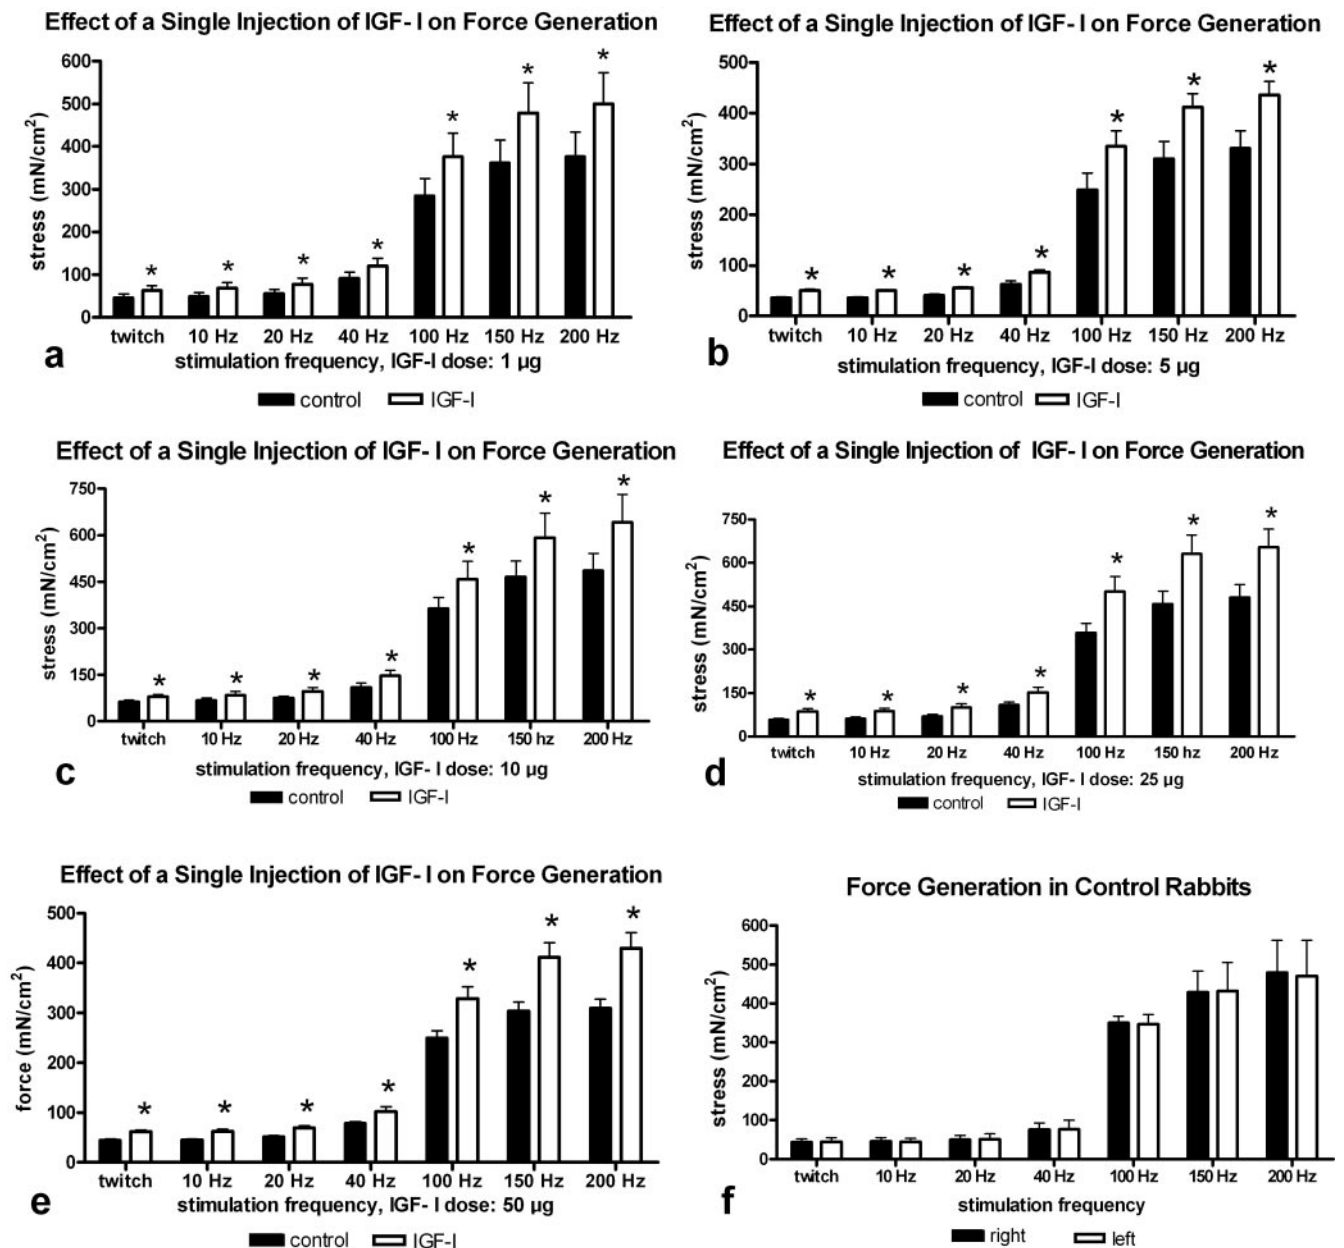 Effect of a Single Injection of IGF- I on Force Generation
600
500
400
300
200
100
0
stress (mN/cm²)
* * * * * * *
twitch 10 Hz 20 Hz 40 Hz 100 Hz 150 Hz 200 Hz
stimulation frequency, IGF-I dose: 1 µg
a
control IGF-I
Effect of a Single Injection of IGF- I on Force Generation
500
400
300
200
100
0
stress (mN/cm²)
* * * * * * *
twitch 10 Hz 20 Hz 40 Hz 100 Hz 150 Hz 200 Hz
stimulation frequency, IGF-I dose: 5 µg
b
control IGF-I
Effect of a Single Injection of IGF- I on Force Generation
750
600
450
300
150
0
stress (mN/cm²)
* * * * * * *
twitch 10 Hz 20 Hz 40 Hz 100 Hz 150 hz 200 Hz
stimulation frequency, IGF- I dose: 10 µg
c
control IGF-I
Effect of a Single Injection of IGF- I on Force Generation
750
600
450
300
150
0
stress (mN/cm²)
* * * * * * *
twitch 10 Hz 20 Hz 40 Hz 100 Hz 150 hz 200 Hz
stimulation frequency, IGF- I dose: 25 µg
d
control IGF-I
Effect of a Single Injection of IGF- I on Force Generation
500
400
300
200
100
0
force (mN/cm²)
* * * * * * *
twitch 10 Hz 20 Hz 40 Hz 100 Hz 150 Hz 200 Hz
stimulation frequency, IGF- I dose: 50 µg
e
control IGF-I
Force Generation in Control Rabbits
600
500
400
300
200
100
0
stress (mN/cm²)
twitch 10 Hz 20 Hz 40 Hz 100 Hz 150 Hz 200 Hz
stimulation frequency
f
right left